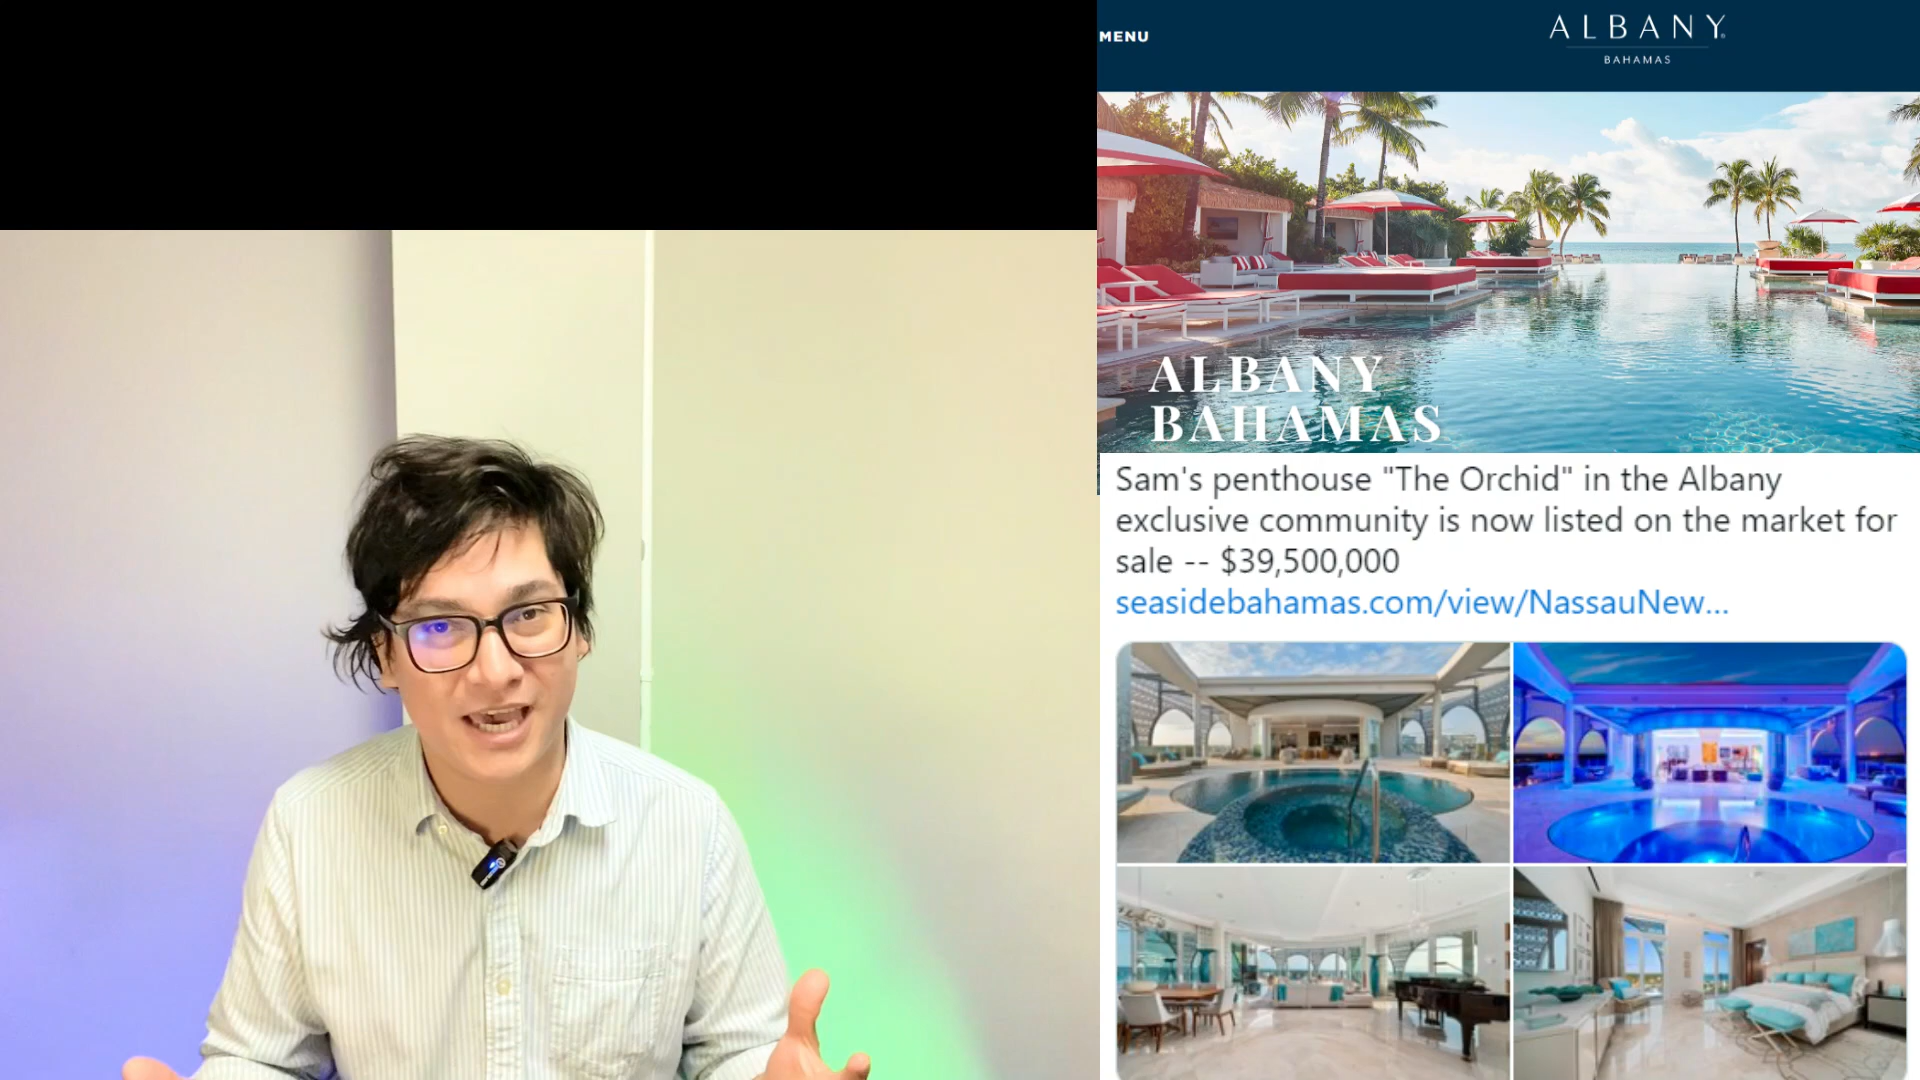 MENU
ALBANY
BAHAMAS
ALBANY
BAHAMAS
Sam's penthouse "The Orchid" in the Albany
exclusive community is now listed on the market for
sale -- $39,500,000
seasidebahamas.com/view/NassauNew...